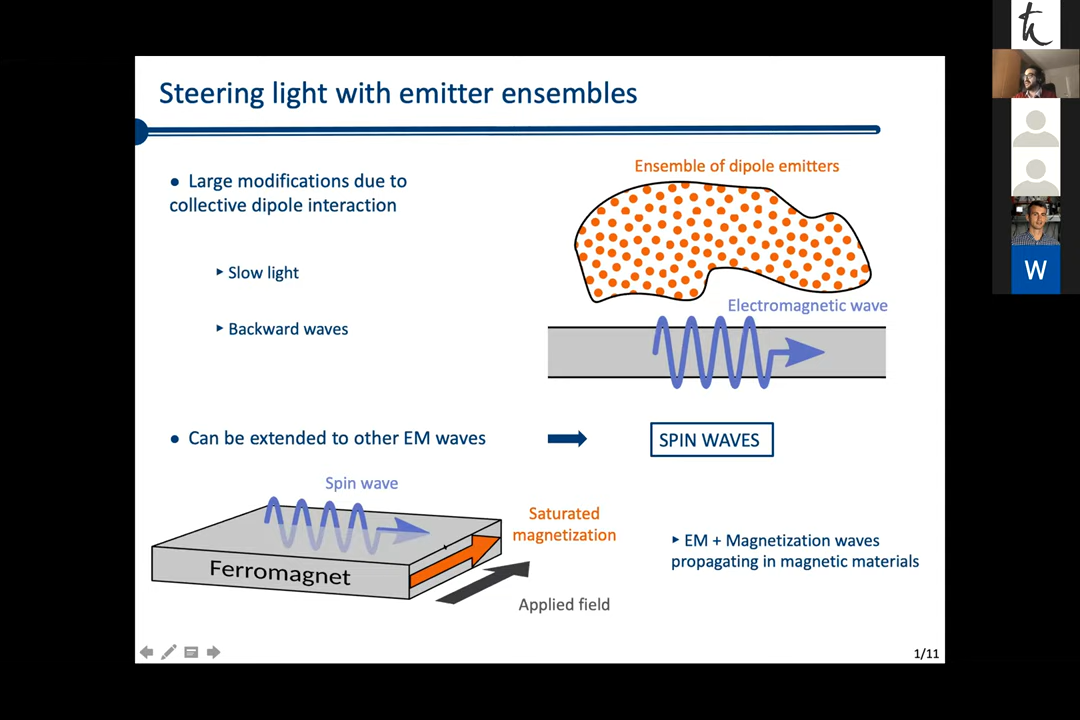 Steering light with emitter ensembles
● Large modifications due to
collective dipole interaction
▸ Slow light
▸ Backward waves
Ensemble of dipole emitters
Electromagnetic wave
● Can be extended to other EM waves
SPIN WAVES
Spin wave
Saturated
magnetization
Ferromagnet
Applied field
▸ EM + Magnetization waves
propagating in magnetic materials
1/11
W